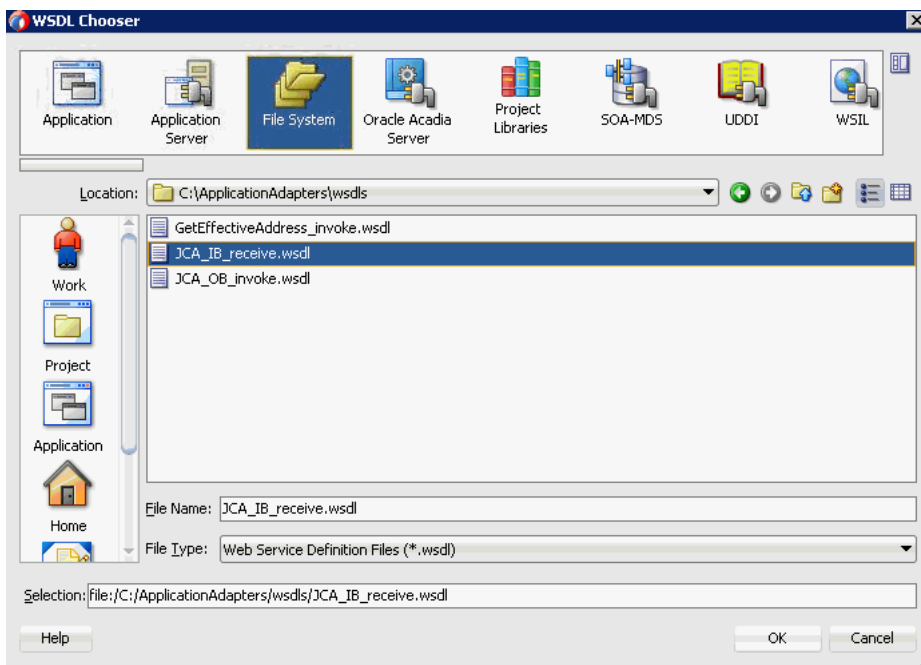 WSDL Chooser
Application
Application
Server
File System
Oracle Acadia
Server
Project
Libraries
SOA-MDS
UDDI
WSIL
Location: C:\ApplicationAdapters\wsdls
Work
Project
Application
Home
GetEffectiveAddress_invoke.wsdl
JCA_IB_receive.wsdl
JCA_OB_invoke.wsdl
File Name: JCA_IB_receive.wsdl
File Type: Web Service Definition Files (*.wsdl)
Selection: file:/C:/ApplicationAdapters/wsdls/JCA_IB_receive.wsdl
Help
OK
Cancel